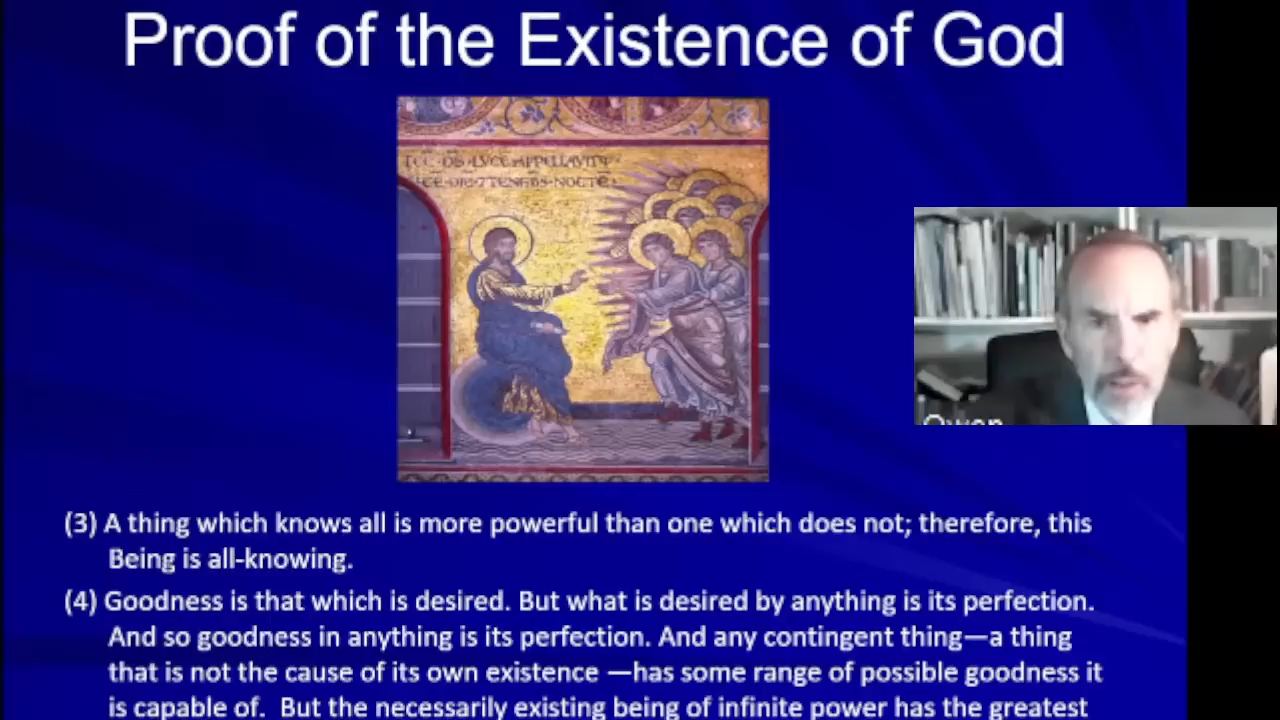 Proof of the Existence of God
Owen
(3) A thing which knows all is more powerful than one which does not; therefore, this
Being is all-knowing.
(4) Goodness is that which is desired. But what is desired by anything is its perfection.
And so goodness in anything is its perfection. And any contingent thing—a thing
that is not the cause of its own existence —has some range of possible goodness it
is capable of.  But the necessarily existing being of infinite power has the greatest